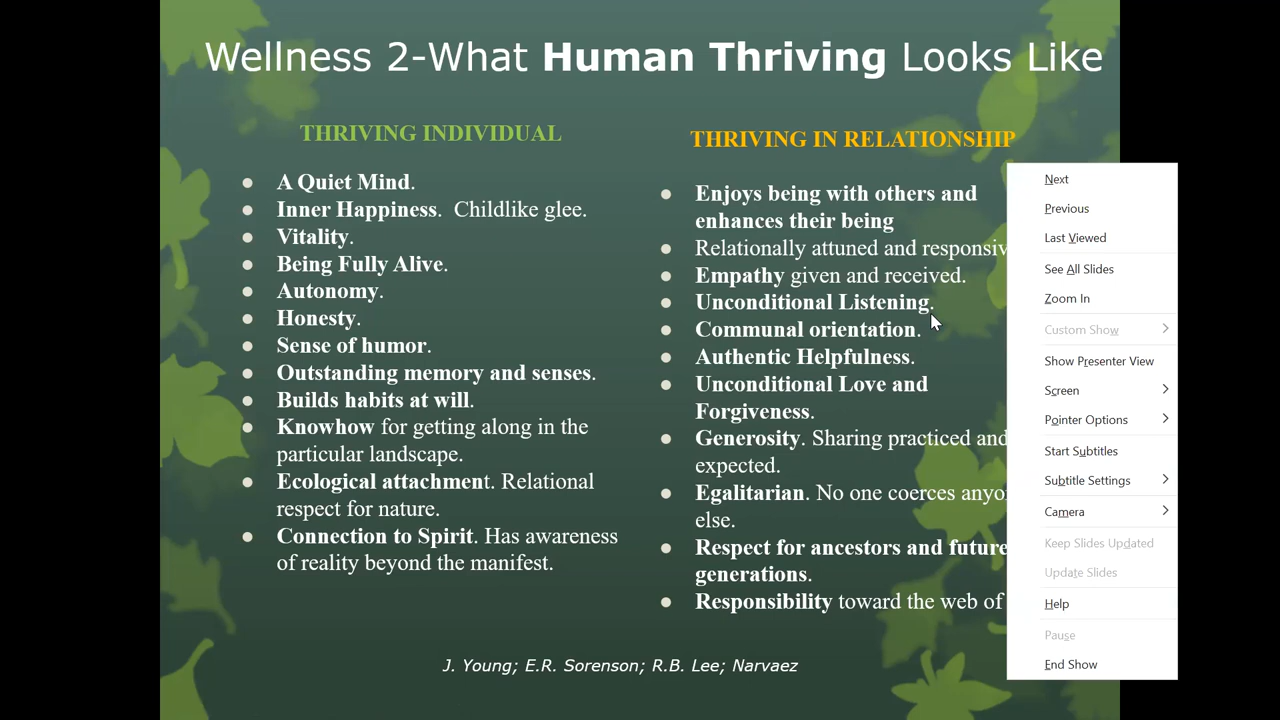 Wellness 2-What Human Thriving Looks Like
THRIVING INDIVIDUAL
● A Quiet Mind.
● Inner Happiness. Childlike glee.
● Vitality.
● Being Fully Alive.
● Autonomy.
● Honesty.
● Sense of humor.
● Outstanding memory and senses.
● Builds habits at will.
● Knowhow for getting along in the
particular landscape.
● Ecological attachment. Relational
respect for nature.
● Connection to Spirit. Has awareness
of reality beyond the manifest.
THRIVING IN RELATIONSHIP
● Enjoys being with others and
enhances their being
● Relationally attuned and responsiv
● Empathy given and received.
● Unconditional Listening.
● Communal orientation.
● Authentic Helpfulness.
● Unconditional Love and
Forgiveness.
● Generosity. Sharing practiced and
expected.
● Egalitarian. No one coerces anyo
else.
● Respect for ancestors and future
generations.
● Responsibility toward the web of
J. Young; E.R. Sorenson; R.B. Lee; Narvaez
Next
Previous
Last Viewed
See All Slides
Zoom In
Custom Show
Show Presenter View
Screen
Pointer Options
Start Subtitles
Subtitle Settings
Camera
Keep Slides Updated
Update Slides
Help
Pause
End Show